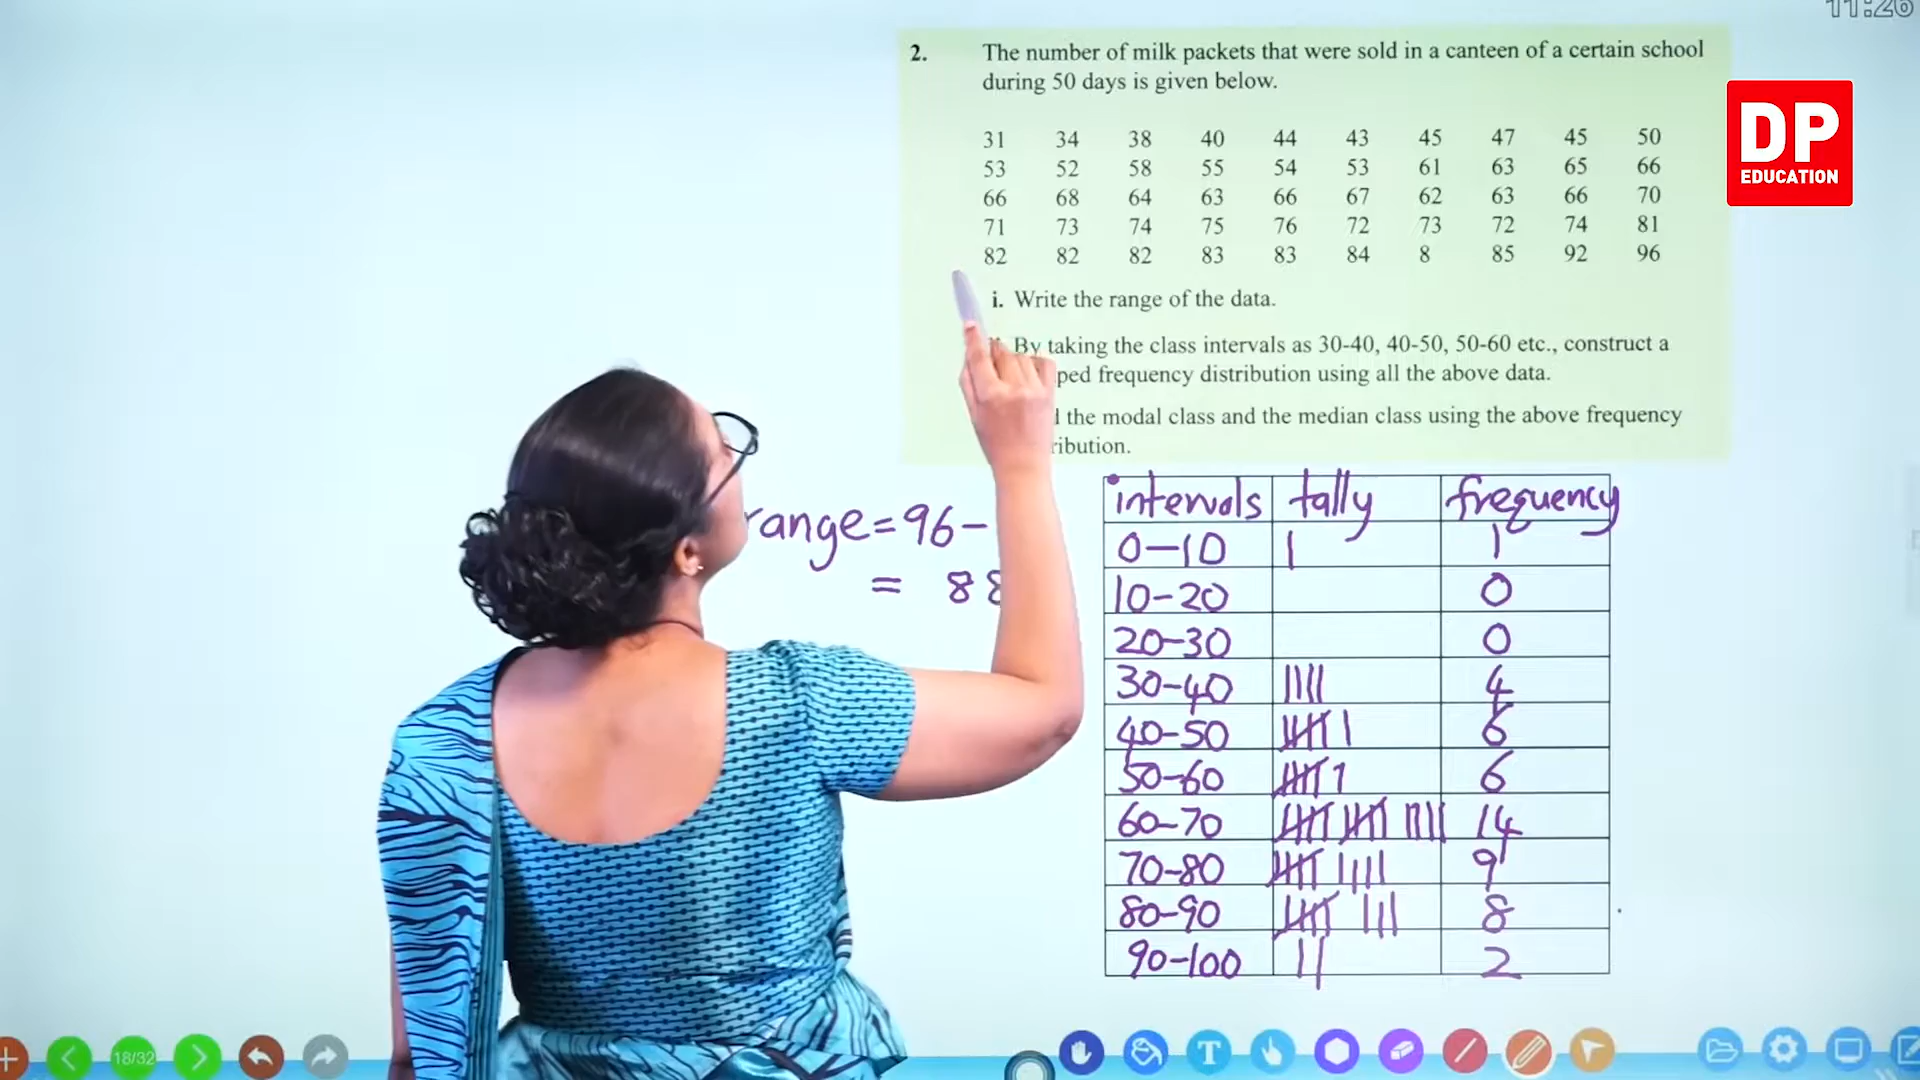 11:26
2. The number of milk packets that were sold in a canteen of a certain school
during 50 days is given below.
31 34 38 40 44 43 45 47 45 50
53 52 58 55 54 53 61 63 65 66
66 68 64 63 66 67 62 63 66 70
71 73 74 75 76 72 73 72 74 81
82 82 82 83 83 84 8 85 92 96
DP
EDUCATION
i. Write the range of the data.
By taking the class intervals as 30-40, 40-50, 50-60 etc., construct a
ped frequency distribution using all the above data.
the modal class and the median class using the above frequency
ribution.
range=96-
= 88
intervals tally frequency
0-10 1
10-20 0
20-30 0
30-40 4
40-50 6
50-60 6
60-70 14
70-80 9
80-90 8
90-100 2
18/32
T